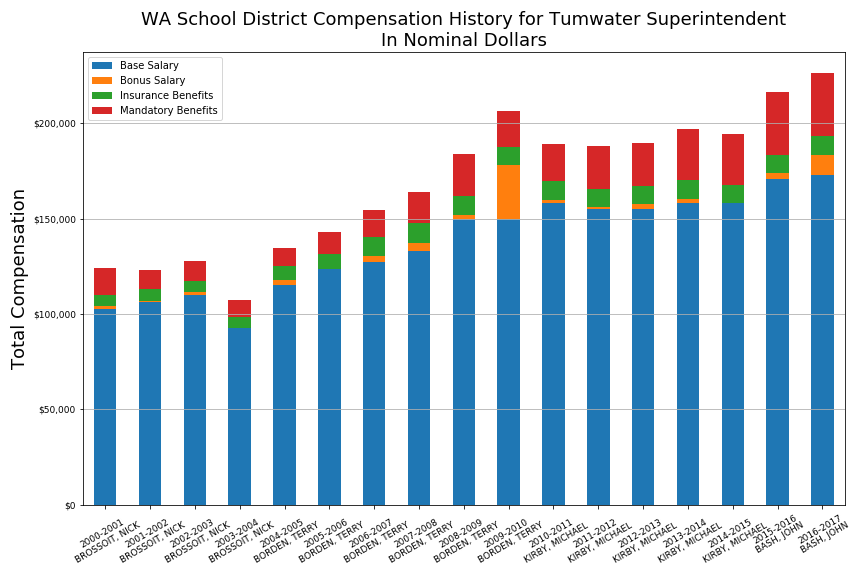 WA School District Compensation History for Tumwater Superintendent
In Nominal Dollars
Base Salary
Bonus Salary
Insurance Benefits
Mandatory Benefits
Total Compensation
$200,000
$150,000
$100,000
$50,000
$0
2000-2001
BROSSOIT, NICK
2001-2002
BROSSOIT, NICK
2002-2003
BROSSOIT, NICK
2003-2004
BROSSOIT, NICK
2004-2005
BORDEN, TERRY
2005-2006
BORDEN, TERRY
2006-2007
BORDEN, TERRY
2007-2008
BORDEN, TERRY
2008-2009
BORDEN, TERRY
2009-2010
BORDEN, TERRY
2010-2011
KIRBY, MICHAEL
2011-2012
KIRBY, MICHAEL
2012-2013
KIRBY, MICHAEL
2013-2014
KIRBY, MICHAEL
2014-2015
KIRBY, MICHAEL
2015-2016
BASH, JOHN
2016-2017
BASH, JOHN